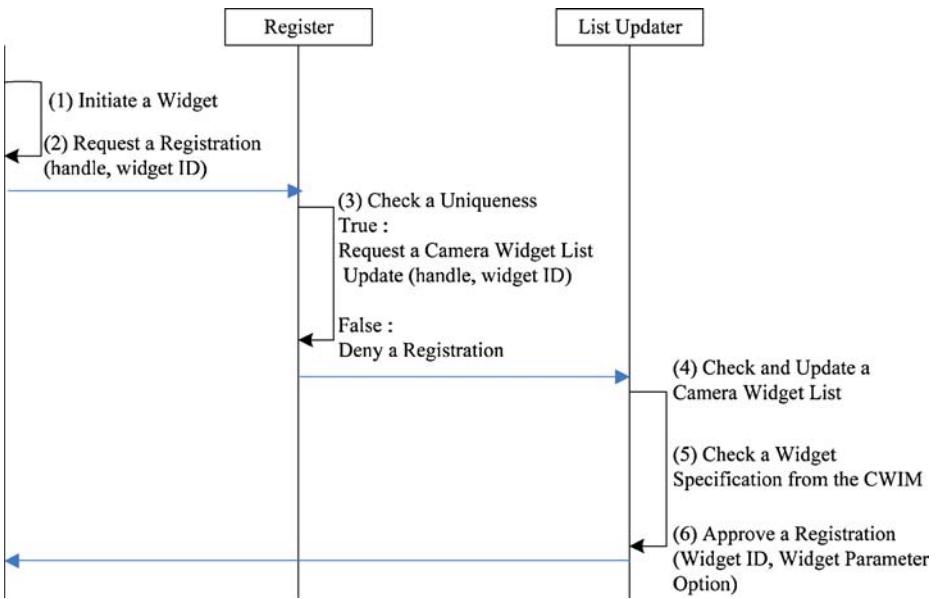 Register
List Updater
(1) Initiate a Widget
(2) Request a Registration
(handle, widget ID)
(3) Check a Uniqueness
True :
Request a Camera Widget List
Update (handle, widget ID)
False :
Deny a Registration
(4) Check and Update a
Camera Widget List
(5) Check a Widget
Specification from the CWIM
(6) Approve a Registration
(Widget ID, Widget Parameter
Option)